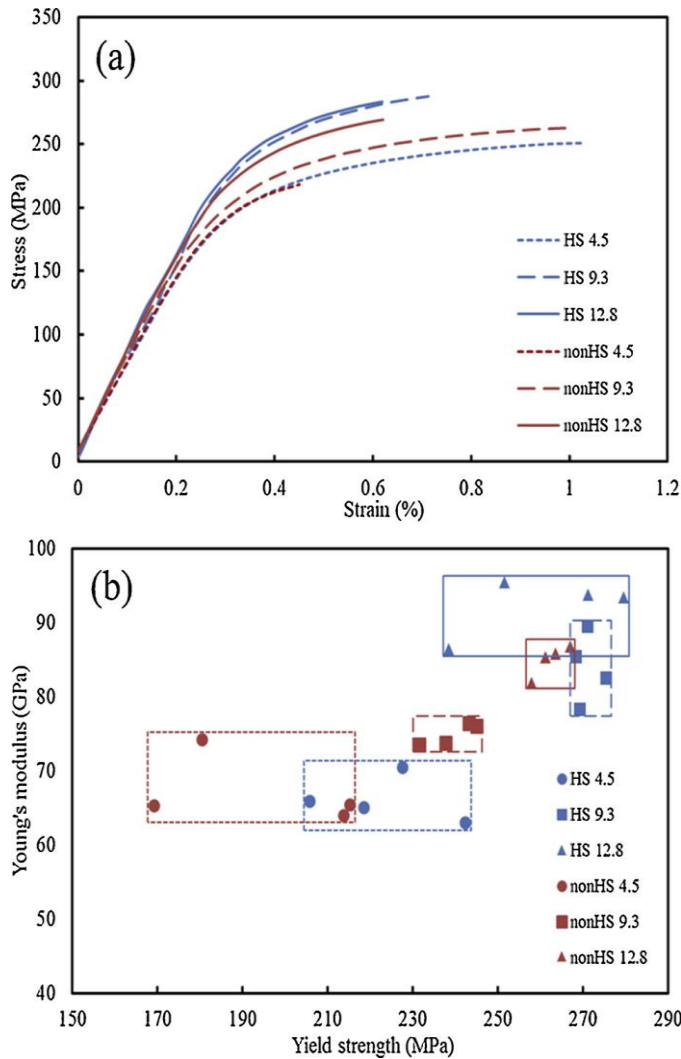 350
(a)
300
250
200
150
100
50
0
Stress (MPa)
HS 4.5
HS 9.3
HS 12.8
nonHS 4.5
nonHS 9.3
nonHS 12.8
0 0.2 0.4 0.6 0.8 1 1.2
Strain (%)
100
(b)
90
80
70
60
50
40
Young's modulus (GPa)
HS 4.5
HS 9.3
HS 12.8
nonHS 4.5
nonHS 9.3
nonHS 12.8
150 170 190 210 230 250 270 290
Yield strength (MPa)